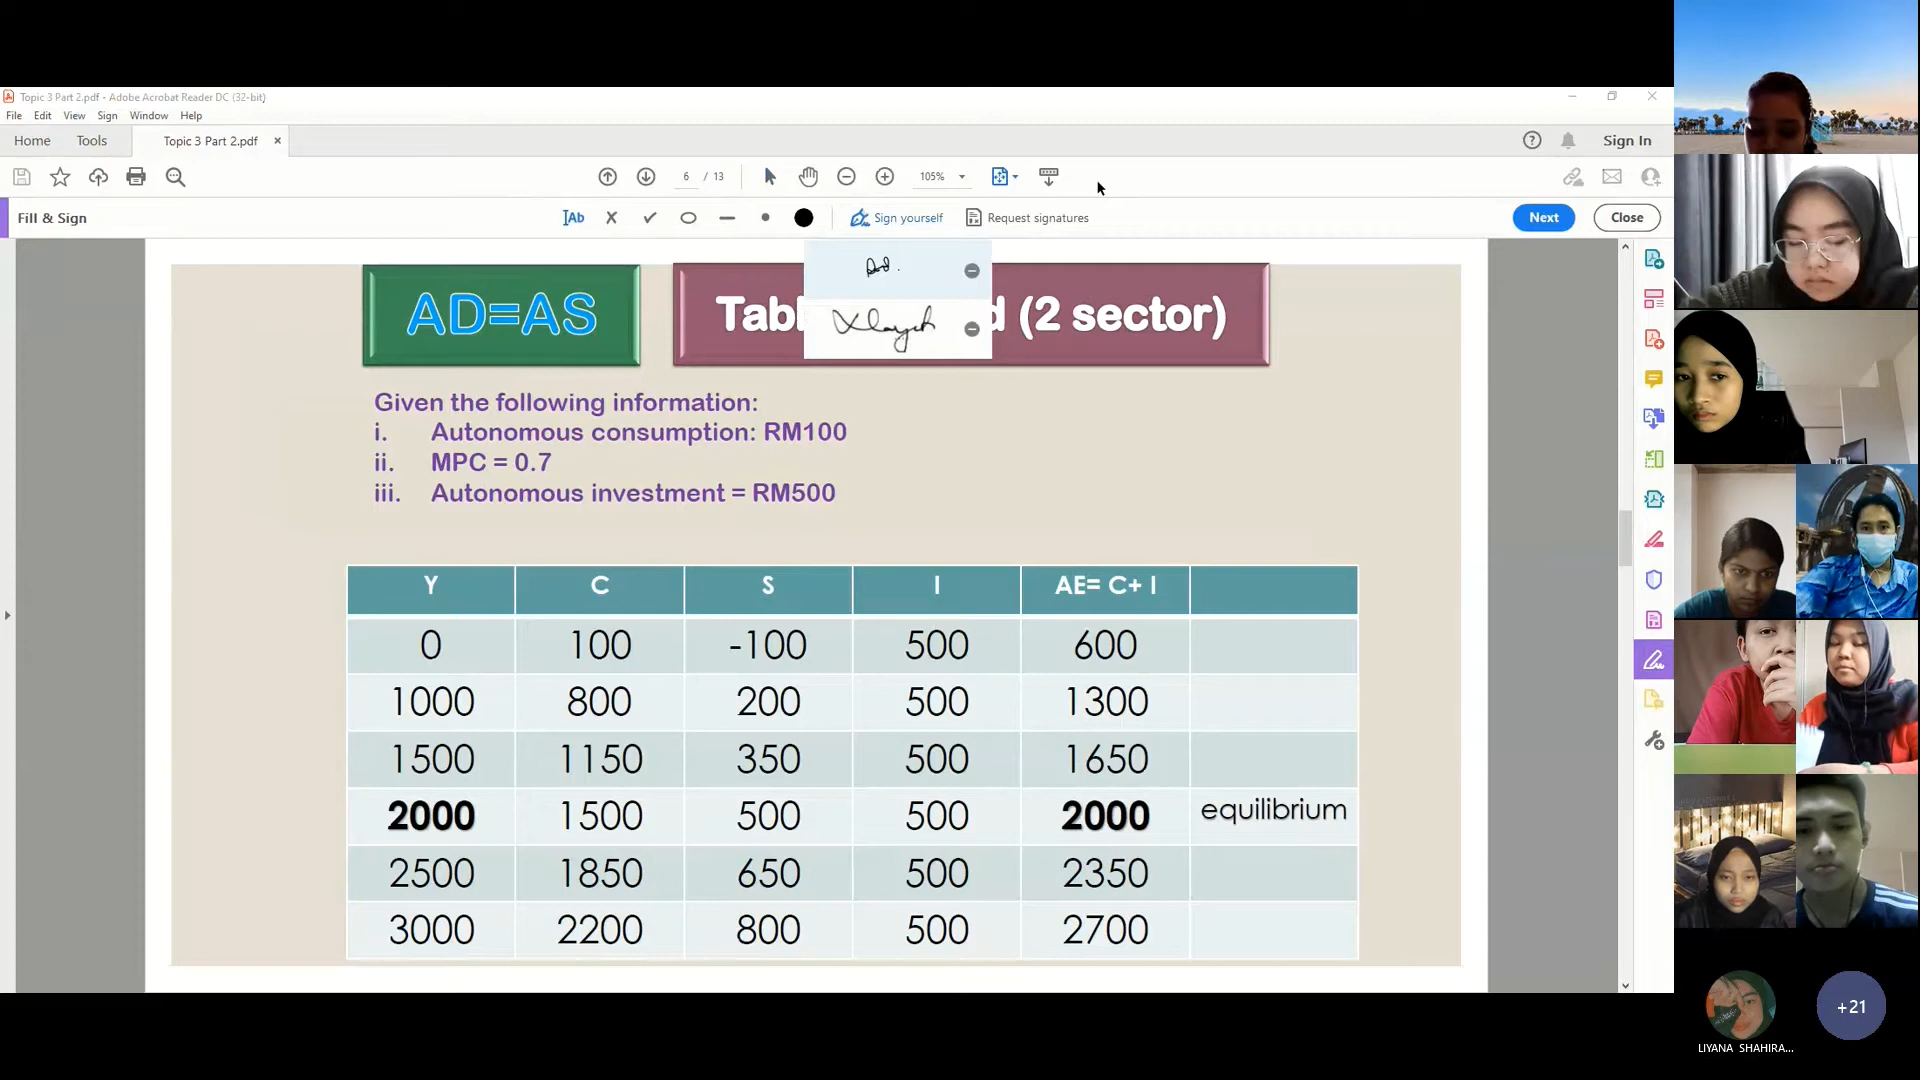 Topic 3 Part 2.pdf - Adobe Acrobat Reader DC (32-bit)
File Edit View Sign Window Help
Home Tools Topic 3 Part 2.pdf × Sign In
6 / 13 105%
Fill & Sign IAb Sign yourself Request signatures Next Close
AD=AS
Tabl d (2 sector)
Given the following information:
i. Autonomous consumption: RM100
ii. MPC = 0.7
iii. Autonomous investment = RM500
Y C S I AE= C+ I
0 100 -100 500 600
1000 800 200 500 1300
1500 1150 350 500 1650
2000 1500 500 500 2000 equilibrium
2500 1850 650 500 2350
3000 2200 800 500 2700
+21
LIYANA SHAHIRA...